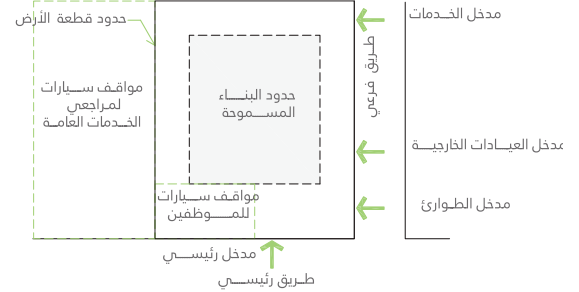 مدخل الخدمات
حدود قطعة الأرض
طريق فرعي
مواقف سيارات
لمراجعي
الخدمات العامة
حدود البناء
المسموحة
مدخل العيادات الخارجية
مواقف سيارات
للموظفين
مدخل الطوارئ
مدخل رئيسي
طريق رئيسي